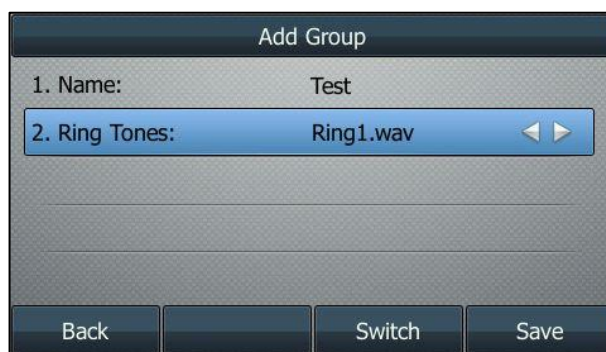 Add Group
1. Name: Test
2. Ring Tones: Ring1.wav
Back Switch Save